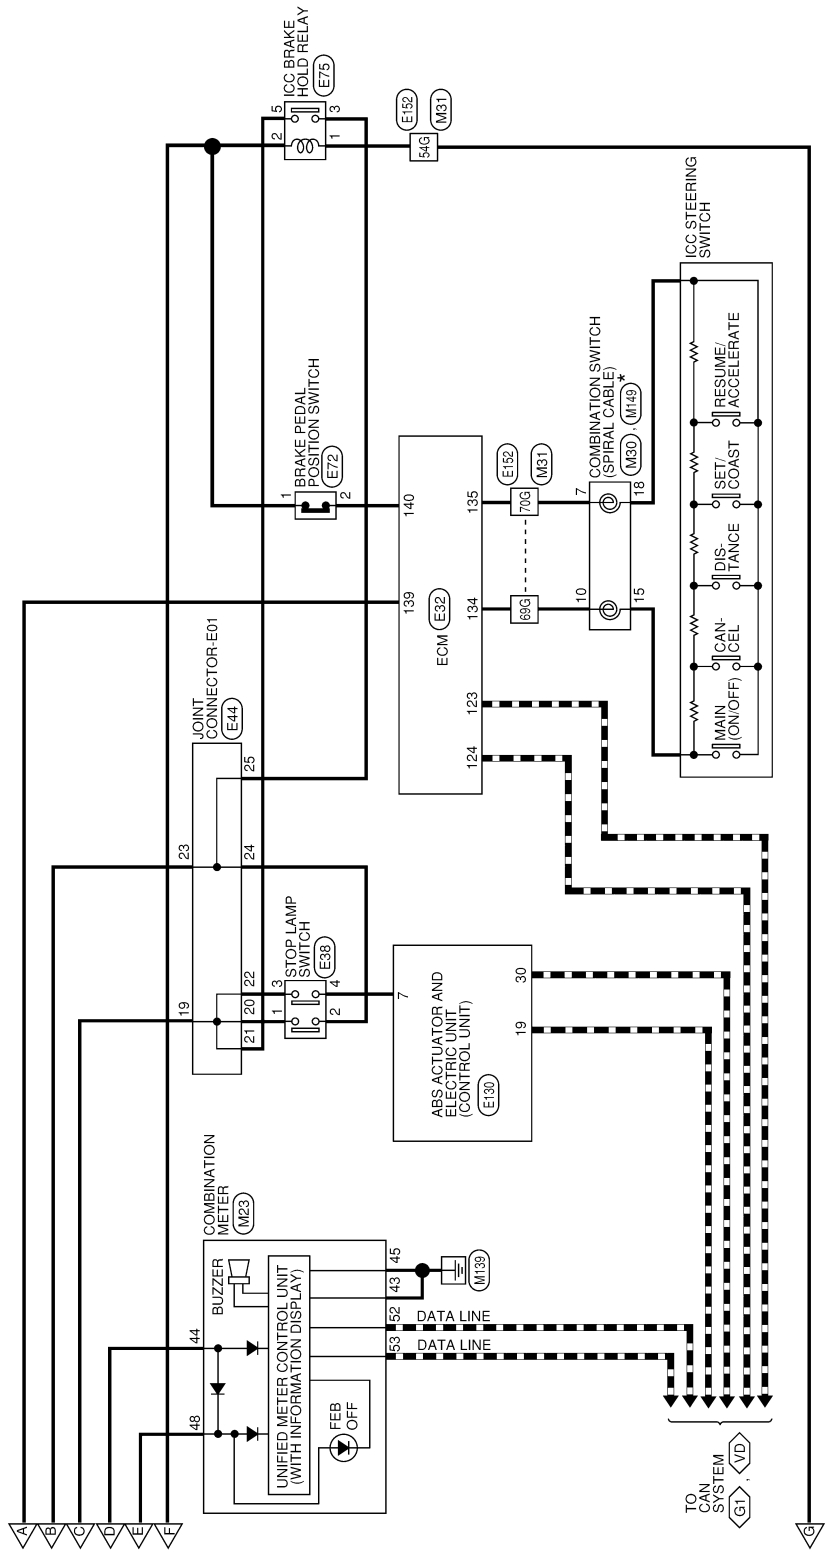 A
B
C
D
E
F
G
COMBINATION
METER
M23
BUZZER
44
48
UNIFIED METER CONTROL UNIT
(WITH INFORMATION DISPLAY)
FEB
OFF
45
43
52
53
M139
DATA LINE
DATA LINE
TO
CAN
SYSTEM
G1 , VD
JOINT
CONNECTOR-E01
E44
19
23
21
20
22
24
25
STOP LAMP
SWITCH
E38
1
3
2
4
ABS ACTUATOR AND
ELECTRIC UNIT
(CONTROL UNIT)
E130
7
19
30
BRAKE PEDAL
POSITION SWITCH
E72
1
2
ICC BRAKE
HOLD RELAY
E75
2
5
1
3
E152
M31
54G
ECM
E32
139
140
124
123
134
135
69G
70G
E152
M31
COMBINATION SWITCH
(SPIRAL CABLE)
M30 , M149 *
10
7
15
18
ICC STEERING
SWITCH
MAIN
(ON/OFF)
CAN-
CEL
DIS-
TANCE
SET/
COAST
RESUME/
ACCELERATE